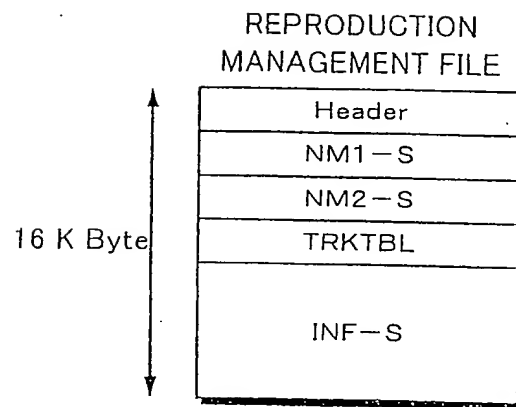 REPRODUCTION
MANAGEMENT FILE
Header
NM1-S
NM2-S
16 K Byte
TRKTBL
INF-S